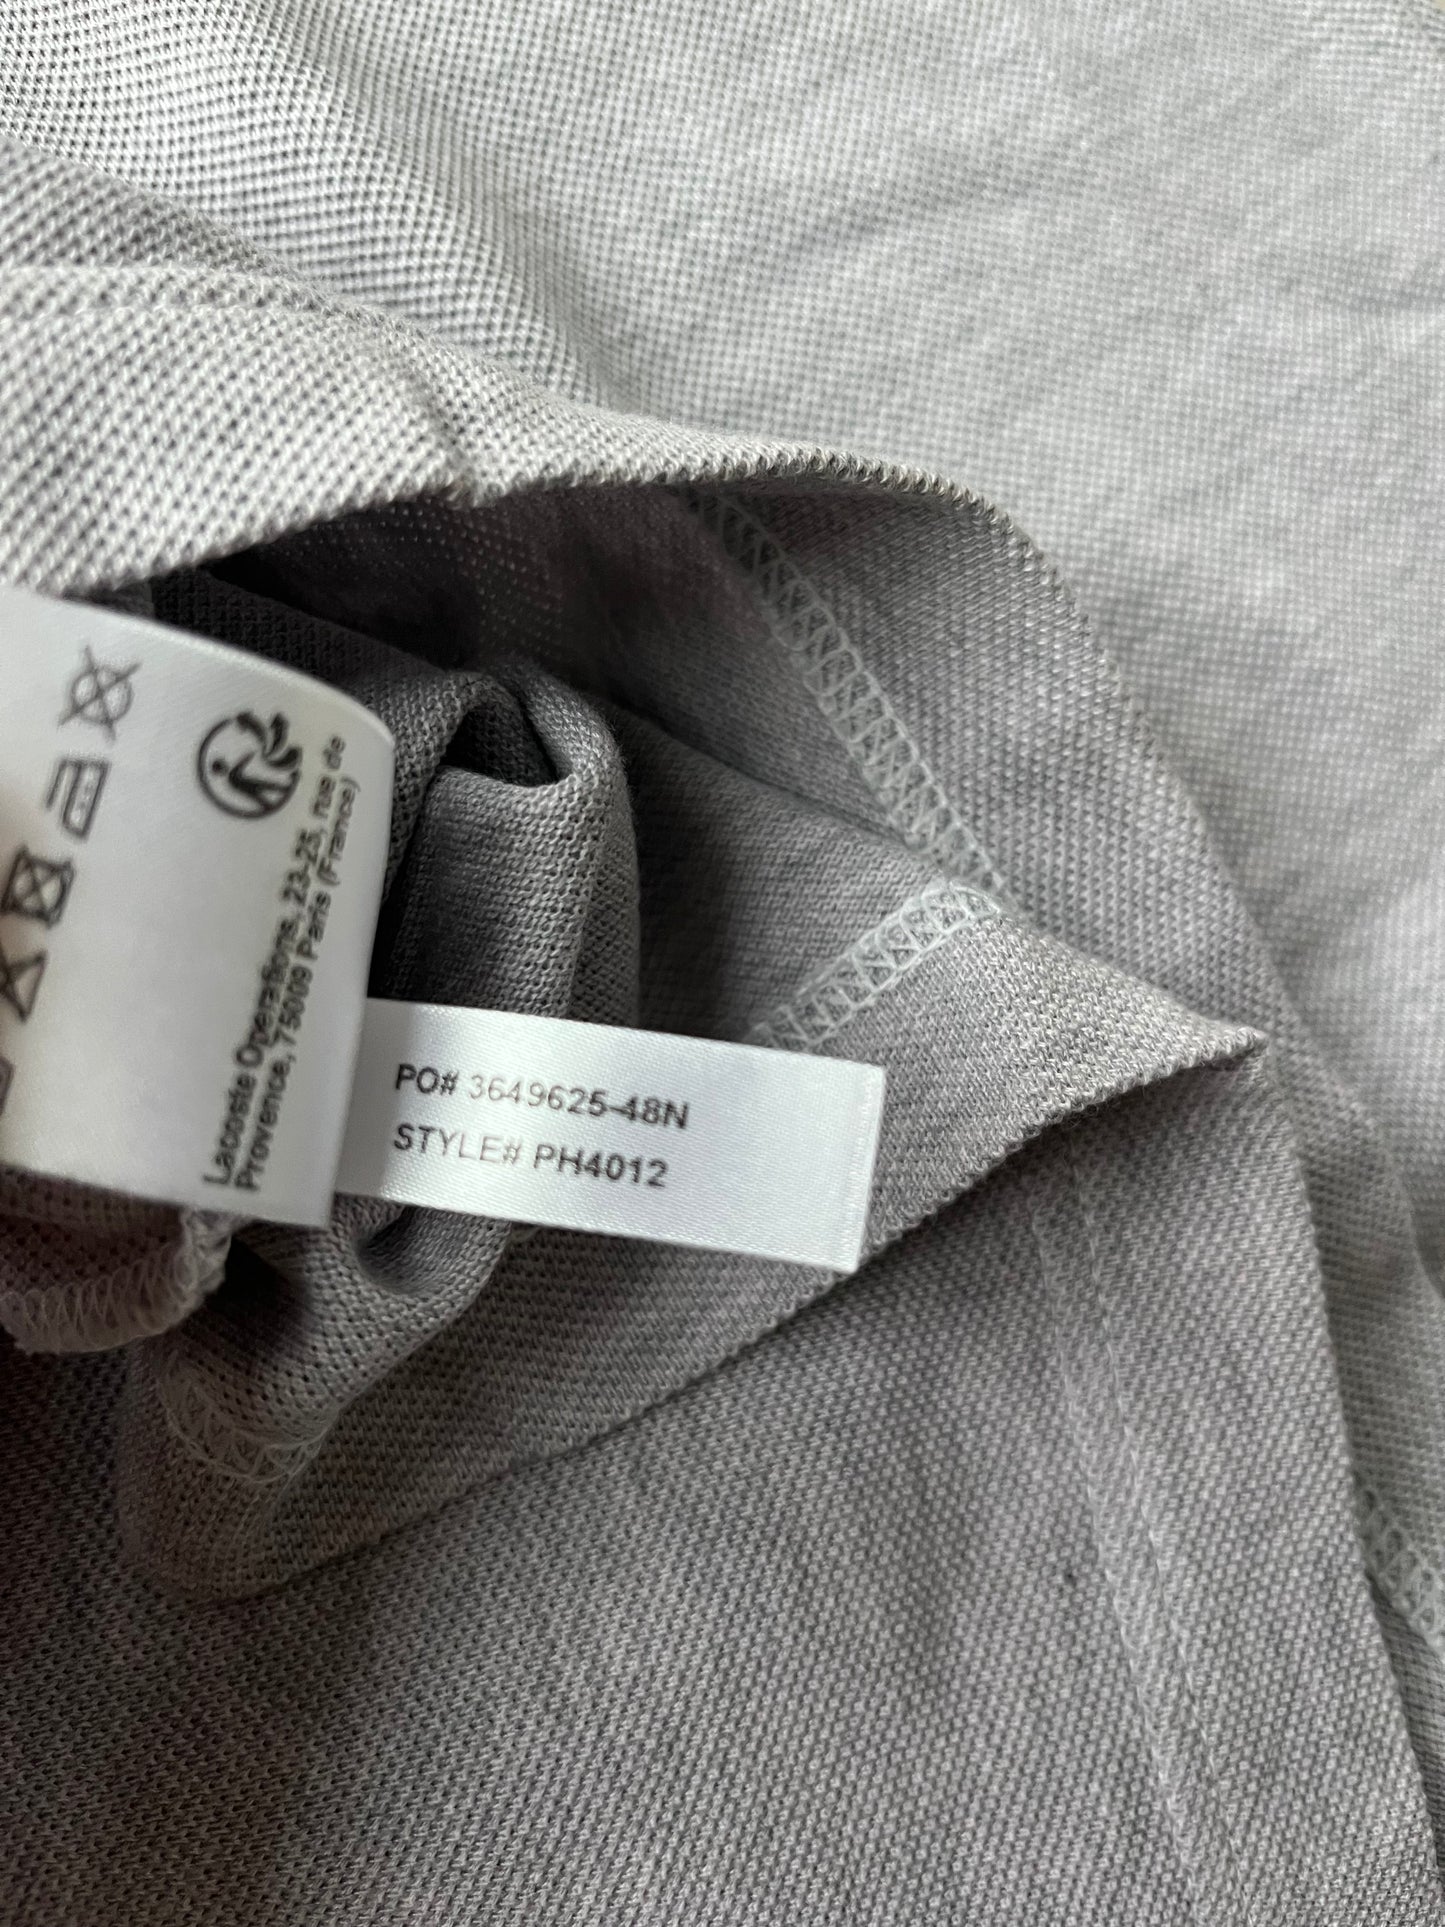 Lacoste Operations, 23-25, rue de
Provence, 75009 Paris (France)
PO# 3649625-48N
STYLE# PH4012